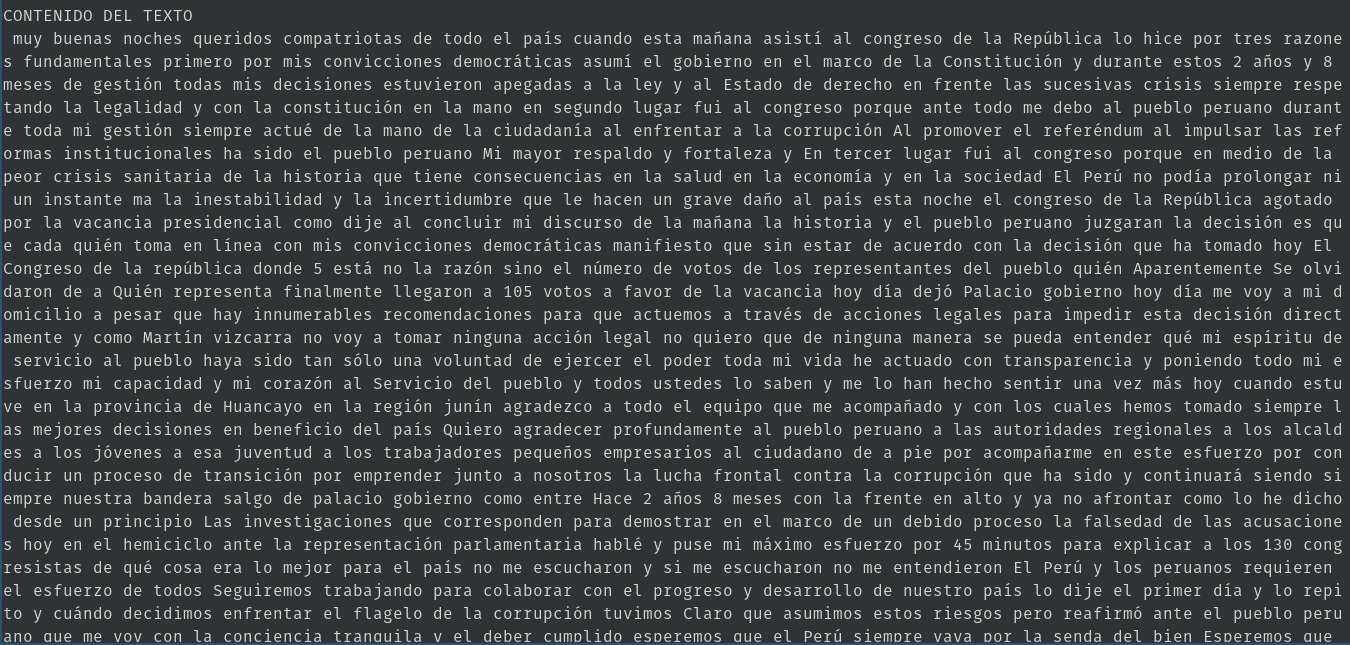 CONTENIDO DEL TEXTO
muy buenas noches queridos compatriotas de todo el país cuando esta mañana asistí al congreso de la República lo hice por tres razone
s fundamentales primero por mis convicciones democráticas asumí el gobierno en el marco de la Constitución y durante estos 2 años y 8
meses de gestión todas mis decisiones estuvieron apegadas a la ley y al Estado de derecho en frente las sucesivas crisis siempre respe
tando la legalidad y con la constitución en la mano en segundo lugar fui al congreso porque ante todo me debo al pueblo peruano durant
e toda mi gestión siempre actué de la mano de la ciudadanía al enfrentar a la corrupción Al promover el referéndum al impulsar las ref
ormas institucionales ha sido el pueblo peruano Mi mayor respaldo y fortaleza y En tercer lugar fui al congreso porque en medio de la
peor crisis sanitaria de la historia que tiene consecuencias en la salud en la economía y en la sociedad El Perú no podía prolongar ni
un instante ma la inestabilidad y la incertidumbre que le hacen un grave daño al país esta noche el congreso de la República agotado
por la vacancia presidencial como dije al concluir mi discurso de la mañana la historia y el pueblo peruano juzgaran la decisión es qu
e cada quién toma en línea con mis convicciones democráticas manifiesto que sin estar de acuerdo con la decisión que ha tomado hoy El
Congreso de la república donde 5 está no la razón sino el número de votos de los representantes del pueblo quién Aparentemente Se olvi
daron de a Quién representa finalmente llegaron a 105 votos a favor de la vacancia hoy día dejó Palacio gobierno hoy día me voy a mi d
omicilio a pesar que hay innumerables recomendaciones para que actuemos a través de acciones legales para impedir esta decisión direct
amente y como Martín vizcarra no voy a tomar ninguna acción legal no quiero que de ninguna manera se pueda entender qué mi espíritu de
servicio al pueblo haya sido tan sólo una voluntad de ejercer el poder toda mi vida he actuado con transparencia y poniendo todo mi e
sfuerzo mi capacidad y mi corazón al Servicio del pueblo y todos ustedes lo saben y me lo han hecho sentir una vez más hoy cuando estu
ve en la provincia de Huancayo en la región junín agradezco a todo el equipo que me acompañado y con los cuales hemos tomado siempre l
as mejores decisiones en beneficio del país Quiero agradecer profundamente al pueblo peruano a las autoridades regionales a los alcald
es a los jóvenes a esa juventud a los trabajadores pequeños empresarios al ciudadano de a pie por acompañarme en este esfuerzo por con
ducir un proceso de transición por emprender junto a nosotros la lucha frontal contra la corrupción que ha sido y continuará siendo si
empre nuestra bandera salgo de palacio gobierno como entre Hace 2 años 8 meses con la frente en alto y ya no afrontar como lo he dicho
desde un principio Las investigaciones que corresponden para demostrar en el marco de un debido proceso la falsedad de las acusacione
s hoy en el hemiciclo ante la representación parlamentaria hablé y puse mi máximo esfuerzo por 45 minutos para explicar a los 130 cong
resistas de qué cosa era lo mejor para el país no me escucharon y si me escucharon no me entendieron El Perú y los peruanos requieren
el esfuerzo de todos Seguiremos trabajando para colaborar con el progreso y desarrollo de nuestro país lo dije el primer día y lo repi
to y cuándo decidimos enfrentar el flagelo de la corrupción tuvimos Claro que asumimos estos riesgos pero reafirmó ante el pueblo peru
ano que me voy con la conciencia tranquila y el deber cumplido esperemos que el Perú siempre vaya por la senda del bien Esperemos que